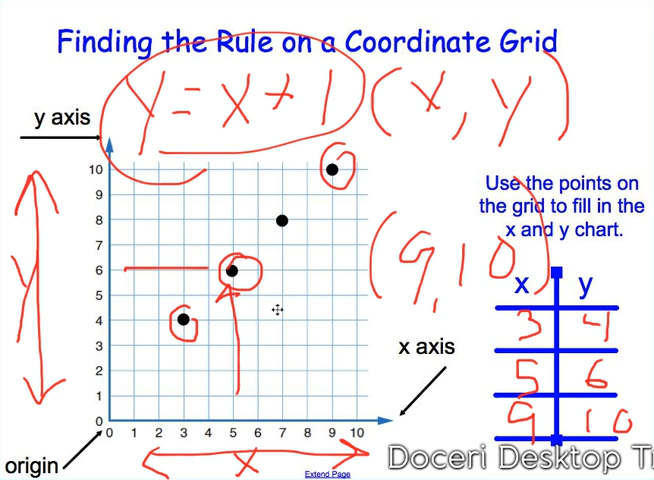 Finding the Rule on a Coordinate Grid
y = x + 1 (x, y)
y axis
10
9
8
7
6
5
4
3
2
1
0
0 1 2 3 4 5 6 7 8 9 10
y
x
(9, 10)
Use the points on
the grid to fill in the
x and y chart.
x y
3 4
5 6
9 10
x axis
origin
Extend Page
Doceri Desktop T